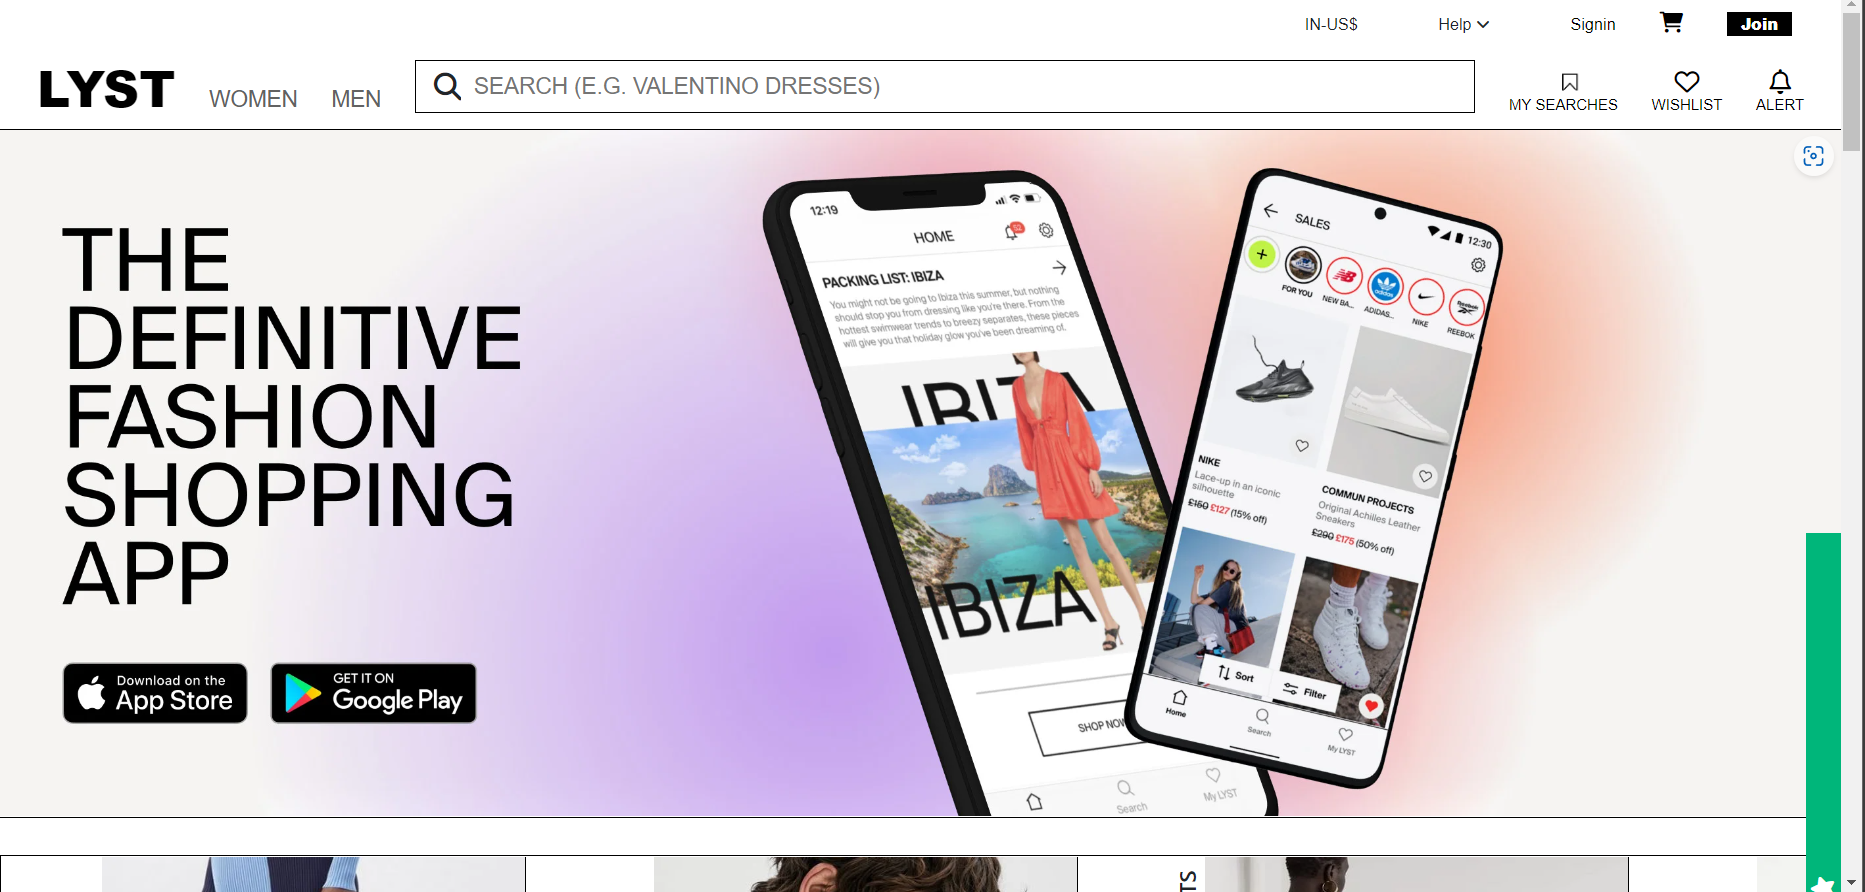 IN-US$
Help
Signin
Join
LYST
WOMEN
MEN
SEARCH (E.G. VALENTINO DRESSES)
MY SEARCHES
WISHLIST
ALERT
THE
DEFINITIVE
FASHION
SHOPPING
APP
Download on the
App Store
GET IT ON
Google Play
12:19
HOME
52
PACKING LIST: IBIZA
You might not be going to Ibiza this summer, but nothing
should stop you from dressing like you're there. From the
hottest swimwear trends to breezy separates, these pieces
will give you that holiday glow you've been dreaming of.
IBIZA
IBIZA
SHOP NOW
Search
My LYST
SALES
12:30
FOR YOU
NEW BA...
adidas
ADIDAS...
NIKE
Reebok
REEBOK
NIKE
Lace-up in an iconic
silhouette
£150 £127 (15% off)
COMMUN PROJECTS
Original Achilles Leather
Sneakers
£290 £175 (50% off)
Sort
Filter
Home
Search
My LYST
TS